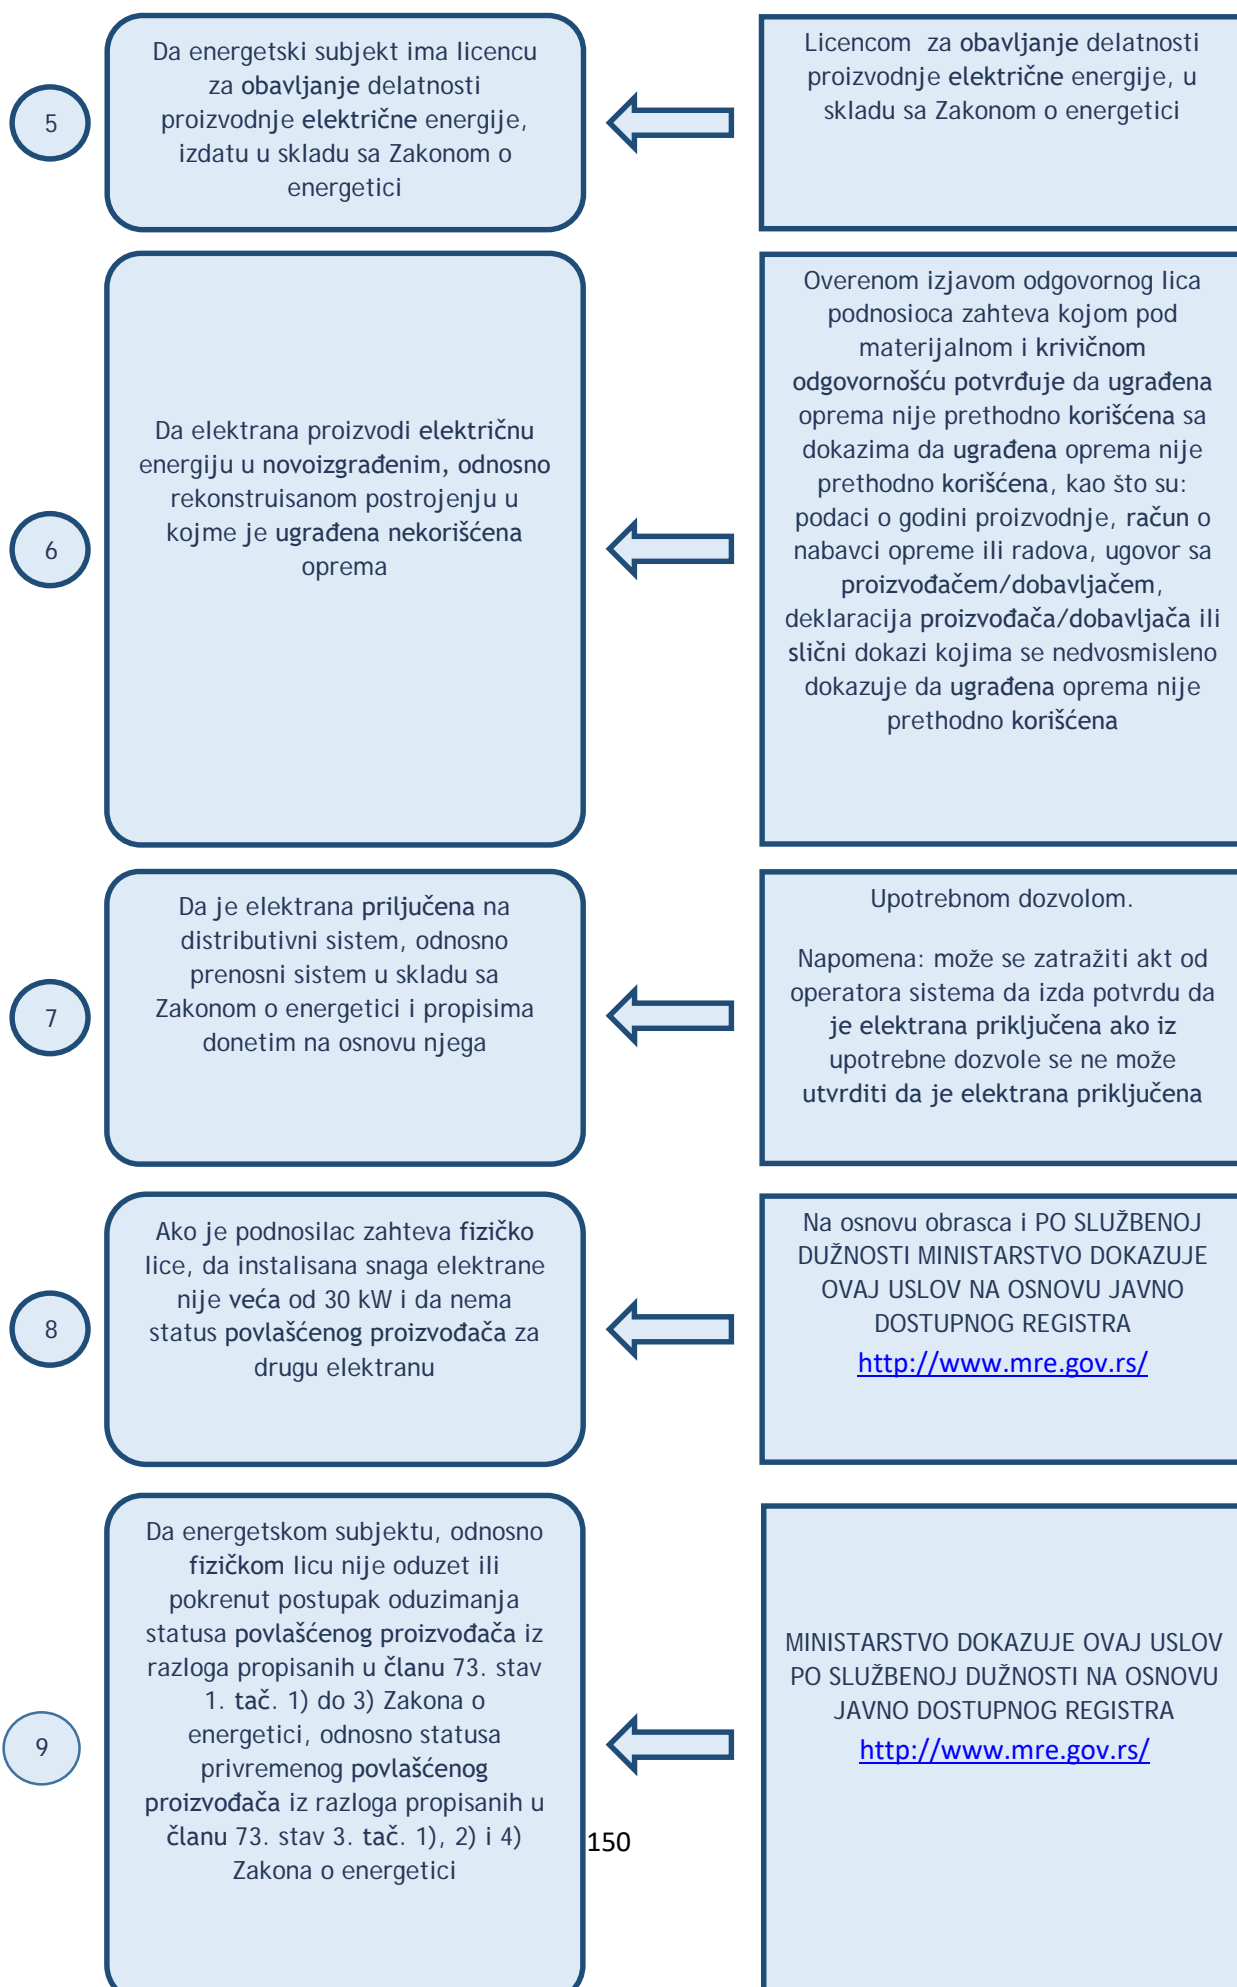 5
Da energetski subjekt ima licencu
za obavljanje delatnosti
proizvodnje električne energije,
izdatu u skladu sa Zakonom o
energetici
Licencom za obavljanje delatnosti
proizvodnje električne energije, u
skladu sa Zakonom o energetici
6
Da elektrana proizvodi električnu
energiju u novoizgrađenim, odnosno
rekonstruisanom postrojenju u
kojme je ugrađena nekorišćena
oprema
Overenom izjavom odgovornog lica
podnosioca zahteva kojom pod
materijalnom i krivičnom
odgovornošću potvrđuje da ugrađena
oprema nije prethodno korišćena sa
dokazima da ugrađena oprema nije
prethodno korišćena, kao što su:
podaci o godini proizvodnje, račun o
nabavci opreme ili radova, ugovor sa
proizvođačem/dobavljačem,
deklaracija proizvođača/dobavljača ili
slični dokazi kojima se nedvosmisleno
dokazuje da ugrađena oprema nije
prethodno korišćena
7
Da je elektrana priljučena na
distributivni sistem, odnosno
prenosni sistem u skladu sa
Zakonom o energetici i propisima
donetim na osnovu njega
Upotrebnom dozvolom.
Napomena: može se zatražiti akt od
operatora sistema da izda potvrdu da
je elektrana priključena ako iz
upotrebne dozvole se ne može
utvrditi da je elektrana priključena
8
Ako je podnosilac zahteva fizičko
lice, da instalisana snaga elektrane
nije veća od 30 kW i da nema
status povlašćenog proizvođača za
drugu elektranu
Na osnovu obrasca i PO SLUŽBENOJ
DUŽNOSTI MINISTARSTVO DOKAZUJE
OVAJ USLOV NA OSNOVU JAVNO
DOSTUPNOG REGISTRA
http://www.mre.gov.rs/
9
Da energetskom subjektu, odnosno
fizičkom licu nije oduzet ili
pokrenut postupak oduzimanja
statusa povlašćenog proizvođača iz
razloga propisanih u članu 73. stav
1. tač. 1) do 3) Zakona o
energetici, odnosno statusa
privremenog povlašćenog
proizvođača iz razloga propisanih u
članu 73. stav 3. tač. 1), 2) i 4)
Zakona o energetici
MINISTARSTVO DOKAZUJE OVAJ USLOV
PO SLUŽBENOJ DUŽNOSTI NA OSNOVU
JAVNO DOSTUPNOG REGISTRA
http://www.mre.gov.rs/
150